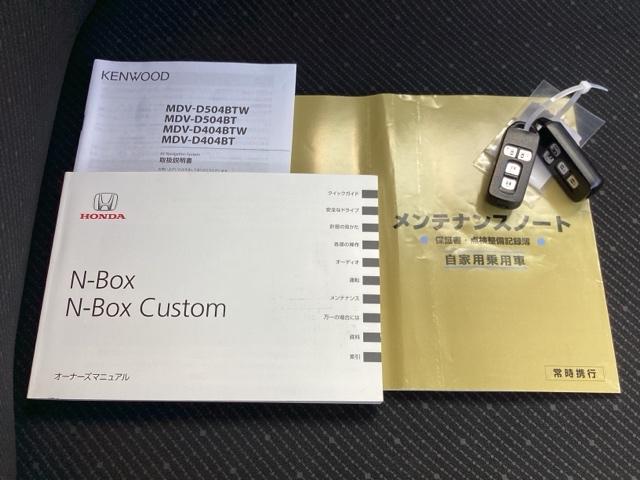 KENWOOD
MDV-D504BTW
MDV-D504BT
MDV-D404BTW
MDV-D404BT
AV Navigation System
取扱説明書
HONDA
N-Box
N-Box Custom
オーナーズマニュアル
クイックガイド
安全なドライブ
計器の見かた
各部の操作
オーディオ
運転
メンテナンス
万一の場合には
資料
索引
メンテナンスノート
保証書・点検整備記録簿
自家用乗用車
常時携行